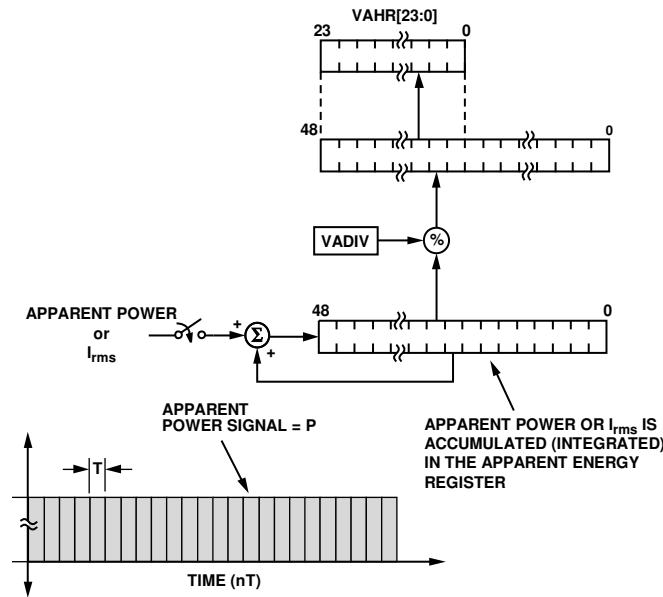 VAHR[23:0]
23 0
48 0
VADIV %
48 0
APPARENT POWER
or
Irms
+ Σ
+
APPARENT
POWER SIGNAL = P
APPARENT POWER OR Irms IS
ACCUMULATED (INTEGRATED)
IN THE APPARENT ENERGY
REGISTER
T
TIME (nT)